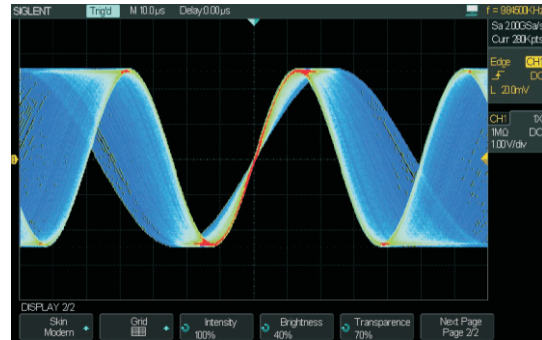 SIGLENT Trig'd M 10.0μs Delay:0.00μs f = 9.84500KHz
Sa 2.00GSa/s
Curr 280Kpts
Edge CH1
DC
L 20.0mV
CH1 1X
1MΩ DC
1.00V/div
DISPLAY 2/2
Skin Grid Intensity Brightness Transparence Next Page
Modern 100% 40% 70% Page 2/2